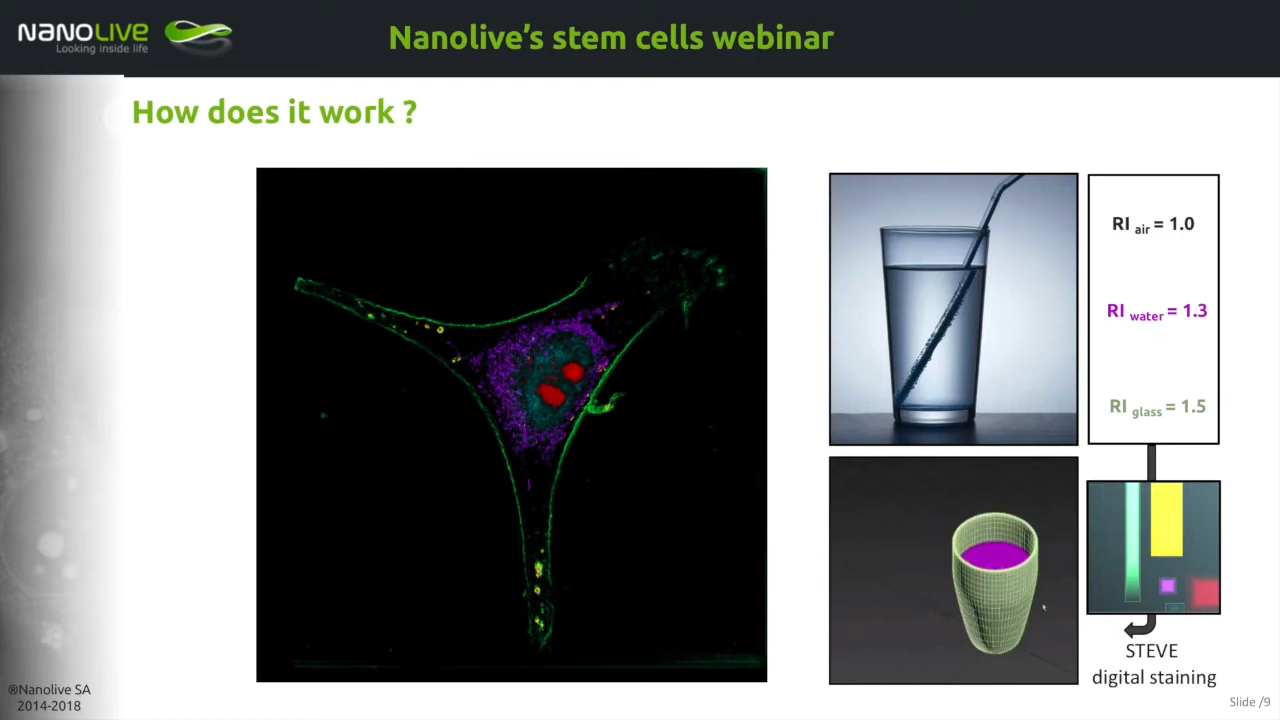 NANOLIVE
Looking inside life
Nanolive's stem cells webinar
How does it work ?
RI air = 1.0
RI water = 1.3
RI glass = 1.5
STEVE
digital staining
®Nanolive SA
2014-2018
Slide /9